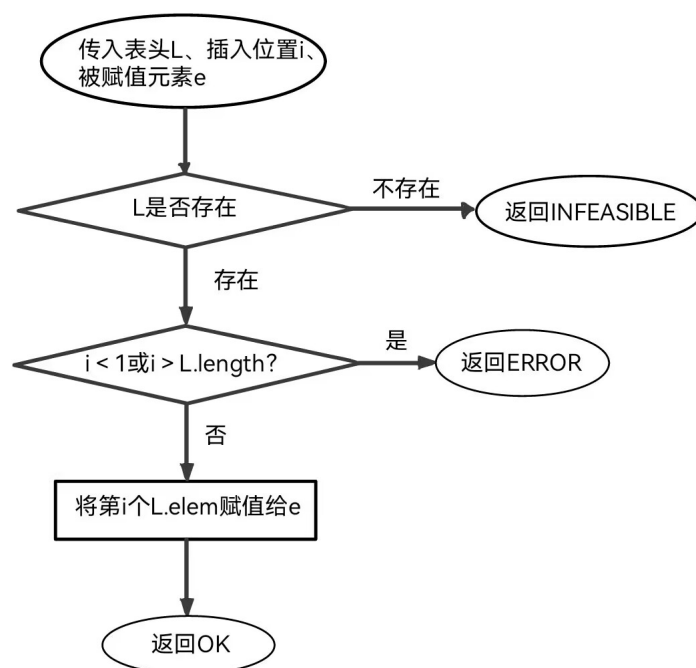 传入表头L、插入位置i、
被赋值元素e
L是否存在
不存在
返回INFEASIBLE
存在
i < 1或i > L.length?
是
返回ERROR
否
将第i个L.elem赋值给e
返回OK